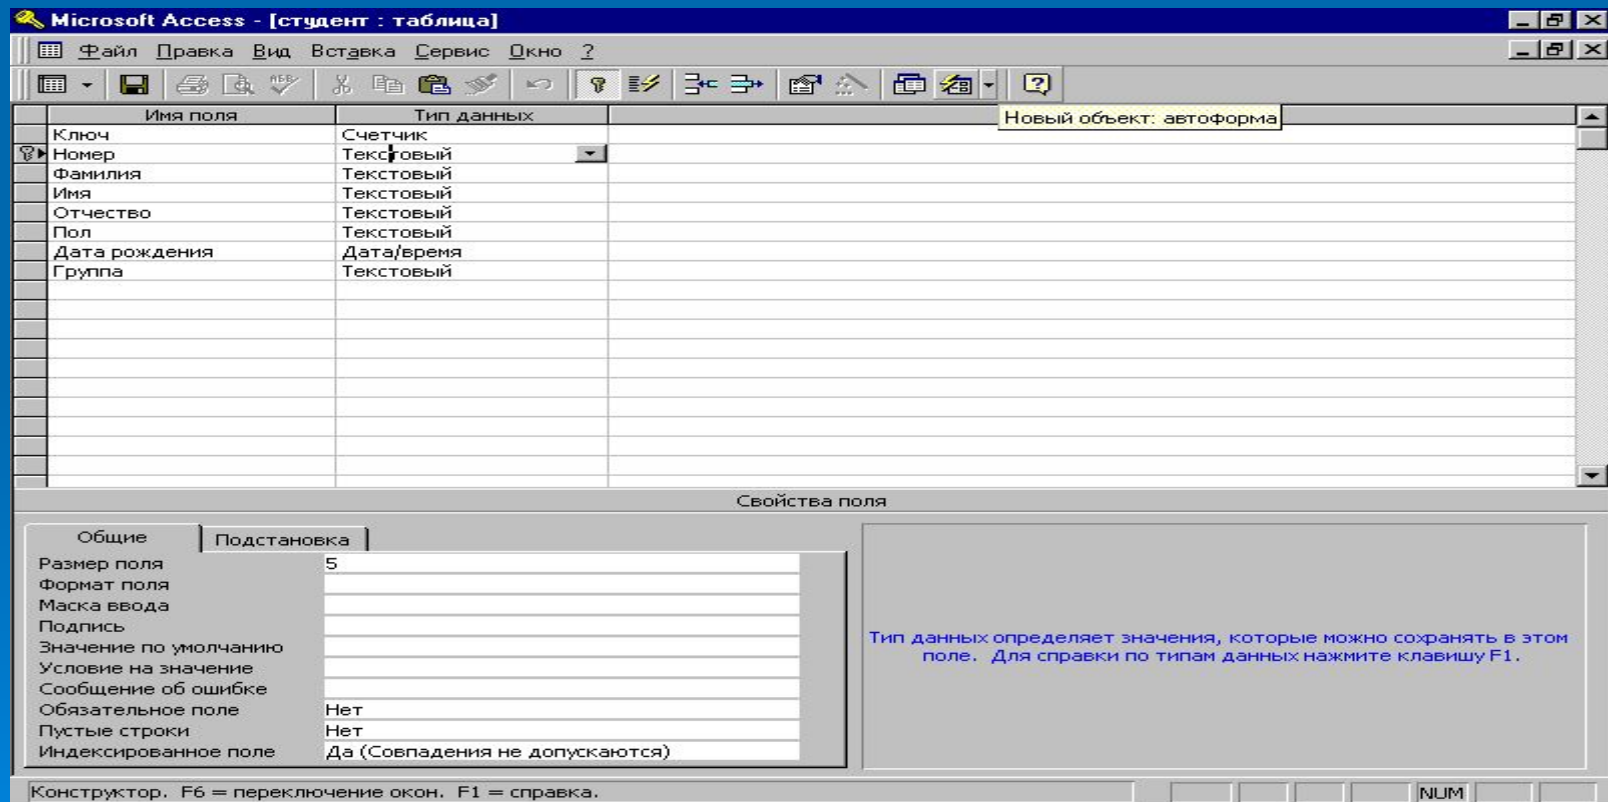 Microsoft Access - [студент : таблица]
Файл Правка Вид Вставка Сервис Окно ?
Имя поля Тип данных
Новый объект: автоформа
Ключ Счетчик
Номер Текстовый
Фамилия Текстовый
Имя Текстовый
Отчество Текстовый
Пол Текстовый
Дата рождения Дата/время
Группа Текстовый
Свойства поля
Общие Подстановка
Размер поля 5
Формат поля
Маска ввода
Подпись
Значение по умолчанию
Условие на значение
Сообщение об ошибке
Обязательное поле Нет
Пустые строки Нет
Индексированное поле Да (Совпадения не допускаются)
Тип данных определяет значения, которые можно сохранять в этом
поле. Для справки по типам данных нажмите клавишу F1.
Конструктор. F6 = переключение окон. F1 = справка.
NUM